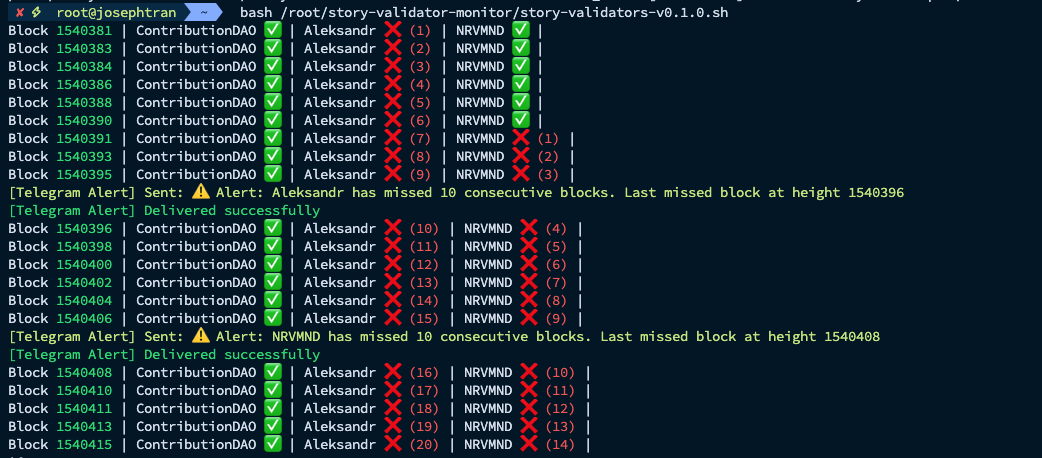 ✘ ⚡ root@josephtran ~ bash /root/story-validator-monitor/story-validators-v0.1.0.sh
Block 1540381 | ContributionDAO ✅ | Aleksandr ❌ (1) | NRVMND ✅ |
Block 1540383 | ContributionDAO ✅ | Aleksandr ❌ (2) | NRVMND ✅ |
Block 1540384 | ContributionDAO ✅ | Aleksandr ❌ (3) | NRVMND ✅ |
Block 1540386 | ContributionDAO ✅ | Aleksandr ❌ (4) | NRVMND ✅ |
Block 1540388 | ContributionDAO ✅ | Aleksandr ❌ (5) | NRVMND ✅ |
Block 1540390 | ContributionDAO ✅ | Aleksandr ❌ (6) | NRVMND ✅ |
Block 1540391 | ContributionDAO ✅ | Aleksandr ❌ (7) | NRVMND ❌ (1) |
Block 1540393 | ContributionDAO ✅ | Aleksandr ❌ (8) | NRVMND ❌ (2) |
Block 1540395 | ContributionDAO ✅ | Aleksandr ❌ (9) | NRVMND ❌ (3) |
[Telegram Alert] Sent: ⚠️ Alert: Aleksandr has missed 10 consecutive blocks. Last missed block at height 1540396
[Telegram Alert] Delivered successfully
Block 1540396 | ContributionDAO ✅ | Aleksandr ❌ (10) | NRVMND ❌ (4) |
Block 1540398 | ContributionDAO ✅ | Aleksandr ❌ (11) | NRVMND ❌ (5) |
Block 1540400 | ContributionDAO ✅ | Aleksandr ❌ (12) | NRVMND ❌ (6) |
Block 1540402 | ContributionDAO ✅ | Aleksandr ❌ (13) | NRVMND ❌ (7) |
Block 1540404 | ContributionDAO ✅ | Aleksandr ❌ (14) | NRVMND ❌ (8) |
Block 1540406 | ContributionDAO ✅ | Aleksandr ❌ (15) | NRVMND ❌ (9) |
[Telegram Alert] Sent: ⚠️ Alert: NRVMND has missed 10 consecutive blocks. Last missed block at height 1540408
[Telegram Alert] Delivered successfully
Block 1540408 | ContributionDAO ✅ | Aleksandr ❌ (16) | NRVMND ❌ (10) |
Block 1540410 | ContributionDAO ✅ | Aleksandr ❌ (17) | NRVMND ❌ (11) |
Block 1540411 | ContributionDAO ✅ | Aleksandr ❌ (18) | NRVMND ❌ (12) |
Block 1540413 | ContributionDAO ✅ | Aleksandr ❌ (19) | NRVMND ❌ (13) |
Block 1540415 | ContributionDAO ✅ | Aleksandr ❌ (20) | NRVMND ❌ (14) |